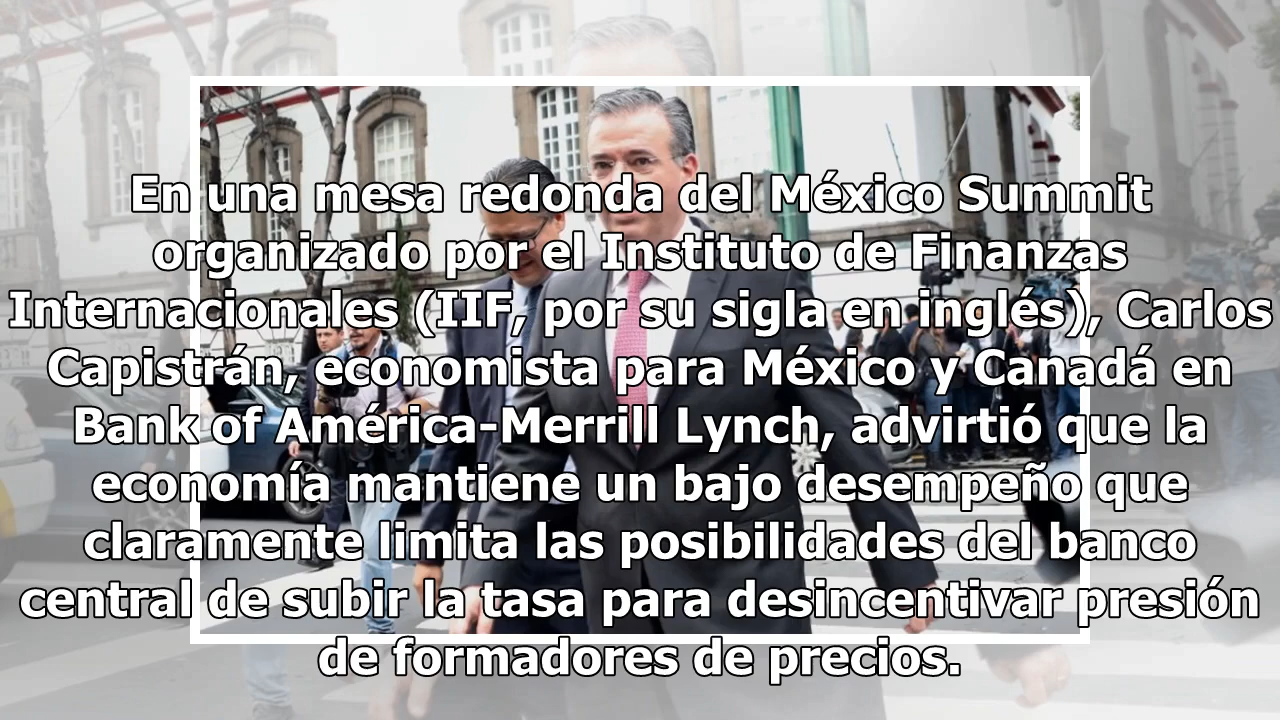 En una mesa redonda del México Summit
organizado por el Instituto de Finanzas
Internacionales (IIF, por su sigla en inglés), Carlos
Capistrán, economista para México y Canadá en
Bank of América-Merrill Lynch, advirtió que la
economía mantiene un bajo desempeño que
claramente limita las posibilidades del banco
central de subir la tasa para desincentivar presión
de formadores de precios.